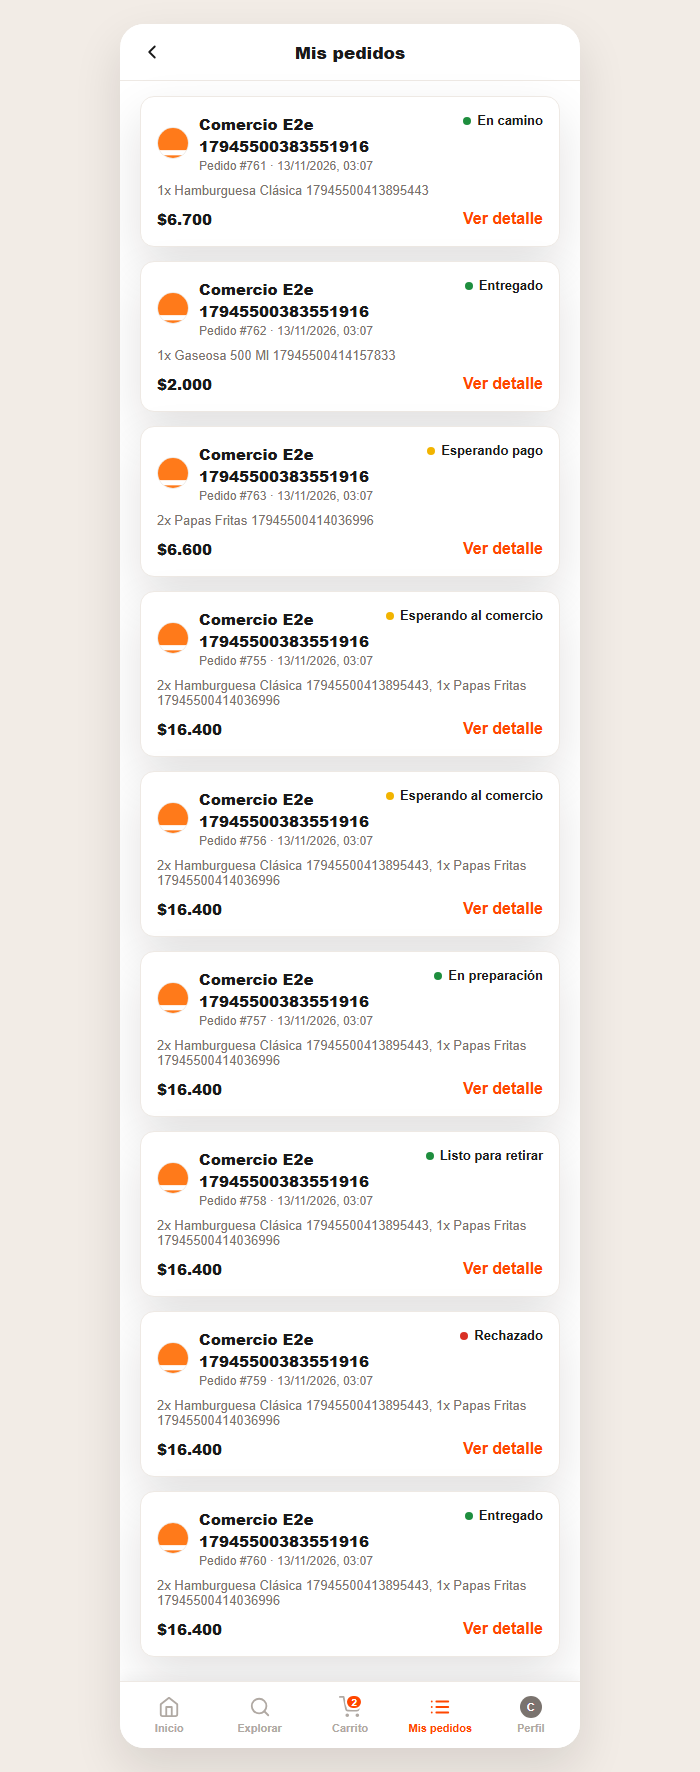 Mis pedidos
Comercio E2e
17945500383551916
En camino
Pedido #761 · 13/11/2026, 03:07
1x Hamburguesa Clásica 17945500413895443
$6.700
Ver detalle
Comercio E2e
17945500383551916
Entregado
Pedido #762 · 13/11/2026, 03:07
1x Gaseosa 500 Ml 17945500414157833
$2.000
Ver detalle
Comercio E2e
17945500383551916
Esperando pago
Pedido #763 · 13/11/2026, 03:07
2x Papas Fritas 17945500414036996
$6.600
Ver detalle
Comercio E2e
17945500383551916
Esperando al comercio
Pedido #755 · 13/11/2026, 03:07
2x Hamburguesa Clásica 17945500413895443, 1x Papas Fritas
17945500414036996
$16.400
Ver detalle
Comercio E2e
17945500383551916
Esperando al comercio
Pedido #756 · 13/11/2026, 03:07
2x Hamburguesa Clásica 17945500413895443, 1x Papas Fritas
17945500414036996
$16.400
Ver detalle
Comercio E2e
17945500383551916
En preparación
Pedido #757 · 13/11/2026, 03:07
2x Hamburguesa Clásica 17945500413895443, 1x Papas Fritas
17945500414036996
$16.400
Ver detalle
Comercio E2e
17945500383551916
Listo para retirar
Pedido #758 · 13/11/2026, 03:07
2x Hamburguesa Clásica 17945500413895443, 1x Papas Fritas
17945500414036996
$16.400
Ver detalle
Comercio E2e
17945500383551916
Rechazado
Pedido #759 · 13/11/2026, 03:07
2x Hamburguesa Clásica 17945500413895443, 1x Papas Fritas
17945500414036996
$16.400
Ver detalle
Comercio E2e
17945500383551916
Entregado
Pedido #760 · 13/11/2026, 03:07
2x Hamburguesa Clásica 17945500413895443, 1x Papas Fritas
17945500414036996
$16.400
Ver detalle
Inicio
Explorar
2
Carrito
Mis pedidos
C
Perfil